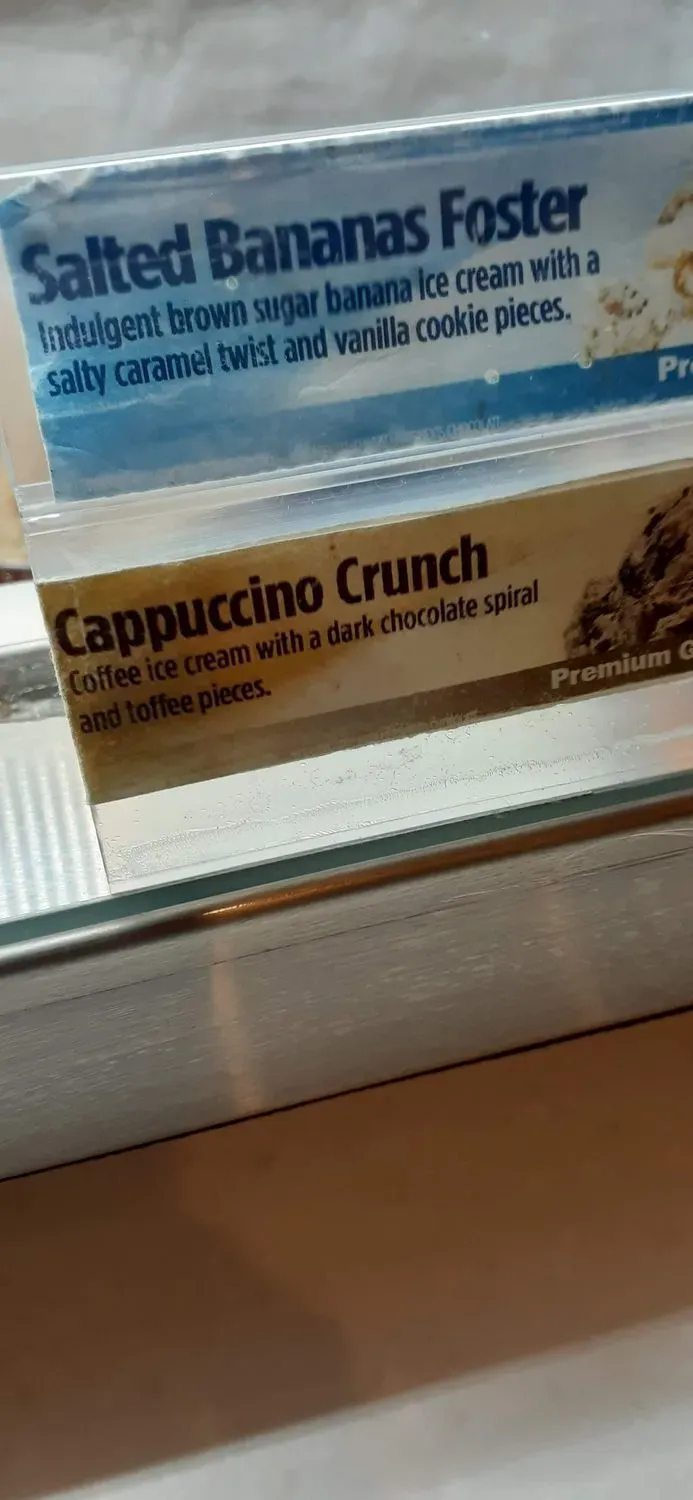 Salted Bananas Foster
Indulgent brown sugar banana ice cream with a
salty caramel twist and vanilla cookie pieces.
Cappuccino Crunch
Coffee ice cream with a dark chocolate spiral
and toffee pieces.
Premium